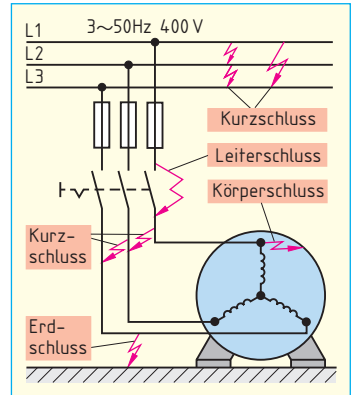 L1 3~50Hz 400 V
L2
L3
Kurzschluss
Leiterschluss
Körperschluss
Kurz-
schluss
Erd-
schluss